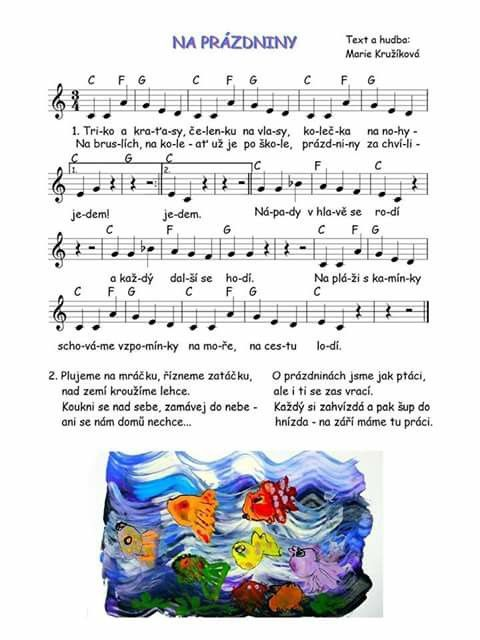 NA PRÁZDNINY
Text a hudba:
Marie Kružíková
C F G C F G
3 4
1. Tri-ko a kra-ťa-sy, če-len-ku na vla-sy, ko-leč-ka na no-hy -
Na brus-lích, na ko-le - ať už je po ško-le, prázd-ni-ny za chví-li -
C G C C F
1. 2.
je-dem! je-dem. Ná-pa-dy v hla-vě se ro-dí
G C F
a kaž-dý dal-ší se ho-dí. Na plá-ži s ka-mín-ky
C F G C F G C
scho-vá-me vzpo-mín-ky na mo-ře, na ces-tu lo-dí.
2. Plujeme na mráčku, řízneme zatáčku,
nad zemí kroužíme lehce.
Koukni se nad sebe, zamávej do nebe -
ani se nám domů nechce...
O prázdninách jsme jak ptáci,
ale i ti se zas vrací.
Každý si zahvízdá a pak šup do
hnízda - na září máme tu práci.